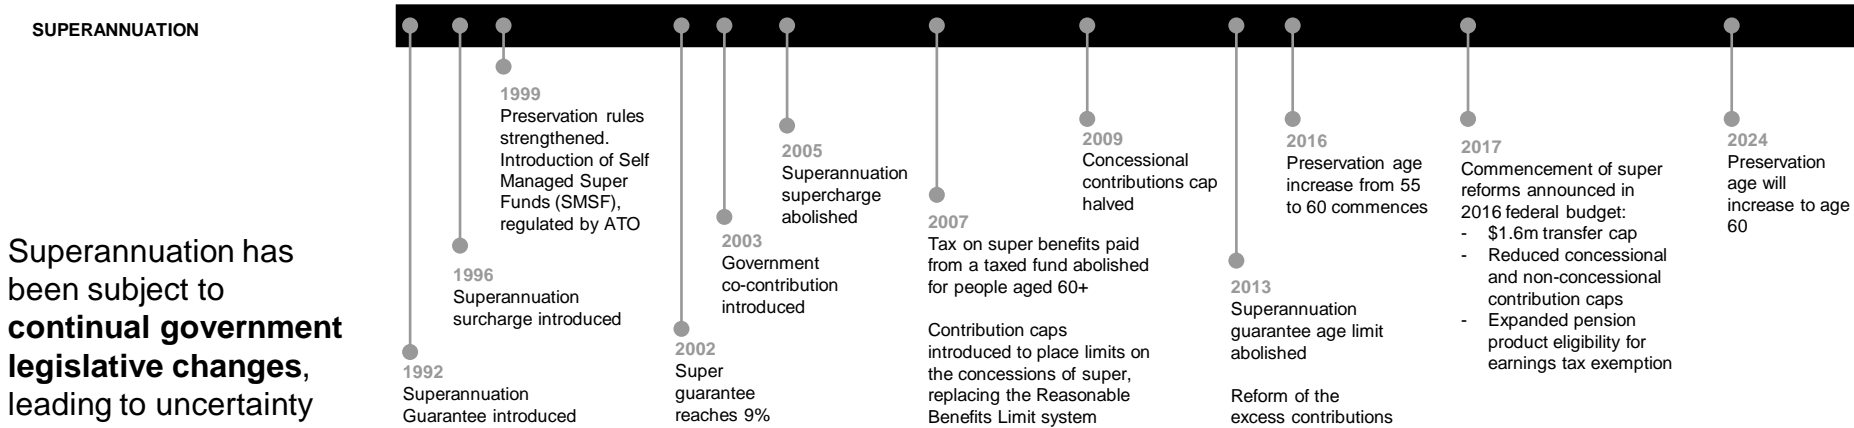 SUPERANNUATION
Superannuation has
been subject to
continual government
legislative changes,
leading to uncertainty
1992
Superannuation
Guarantee introduced
1996
Superannuation
surcharge introduced
1999
Preservation rules
strengthened.
Introduction of Self
Managed Super
Funds (SMSF),
regulated by ATO
2002
Super
guarantee
reaches 9%
2003
Government
co-contribution
introduced
2005
Superannuation
supercharge
abolished
2007
Tax on super benefits paid
from a taxed fund abolished
for people aged 60+
Contribution caps
introduced to place limits on
the concessions of super,
replacing the Reasonable
Benefits Limit system
2009
Concessional
contributions cap
halved
2013
Superannuation
guarantee age limit
abolished
Reform of the
excess contributions
2016
Preservation age
increase from 55
to 60 commences
2017
Commencement of super
reforms announced in
2016 federal budget:
- $1.6m transfer cap
- Reduced concessional
and non-concessional
contribution caps
- Expanded pension
product eligibility for
earnings tax exemption
2024
Preservation
age will
increase to age
60